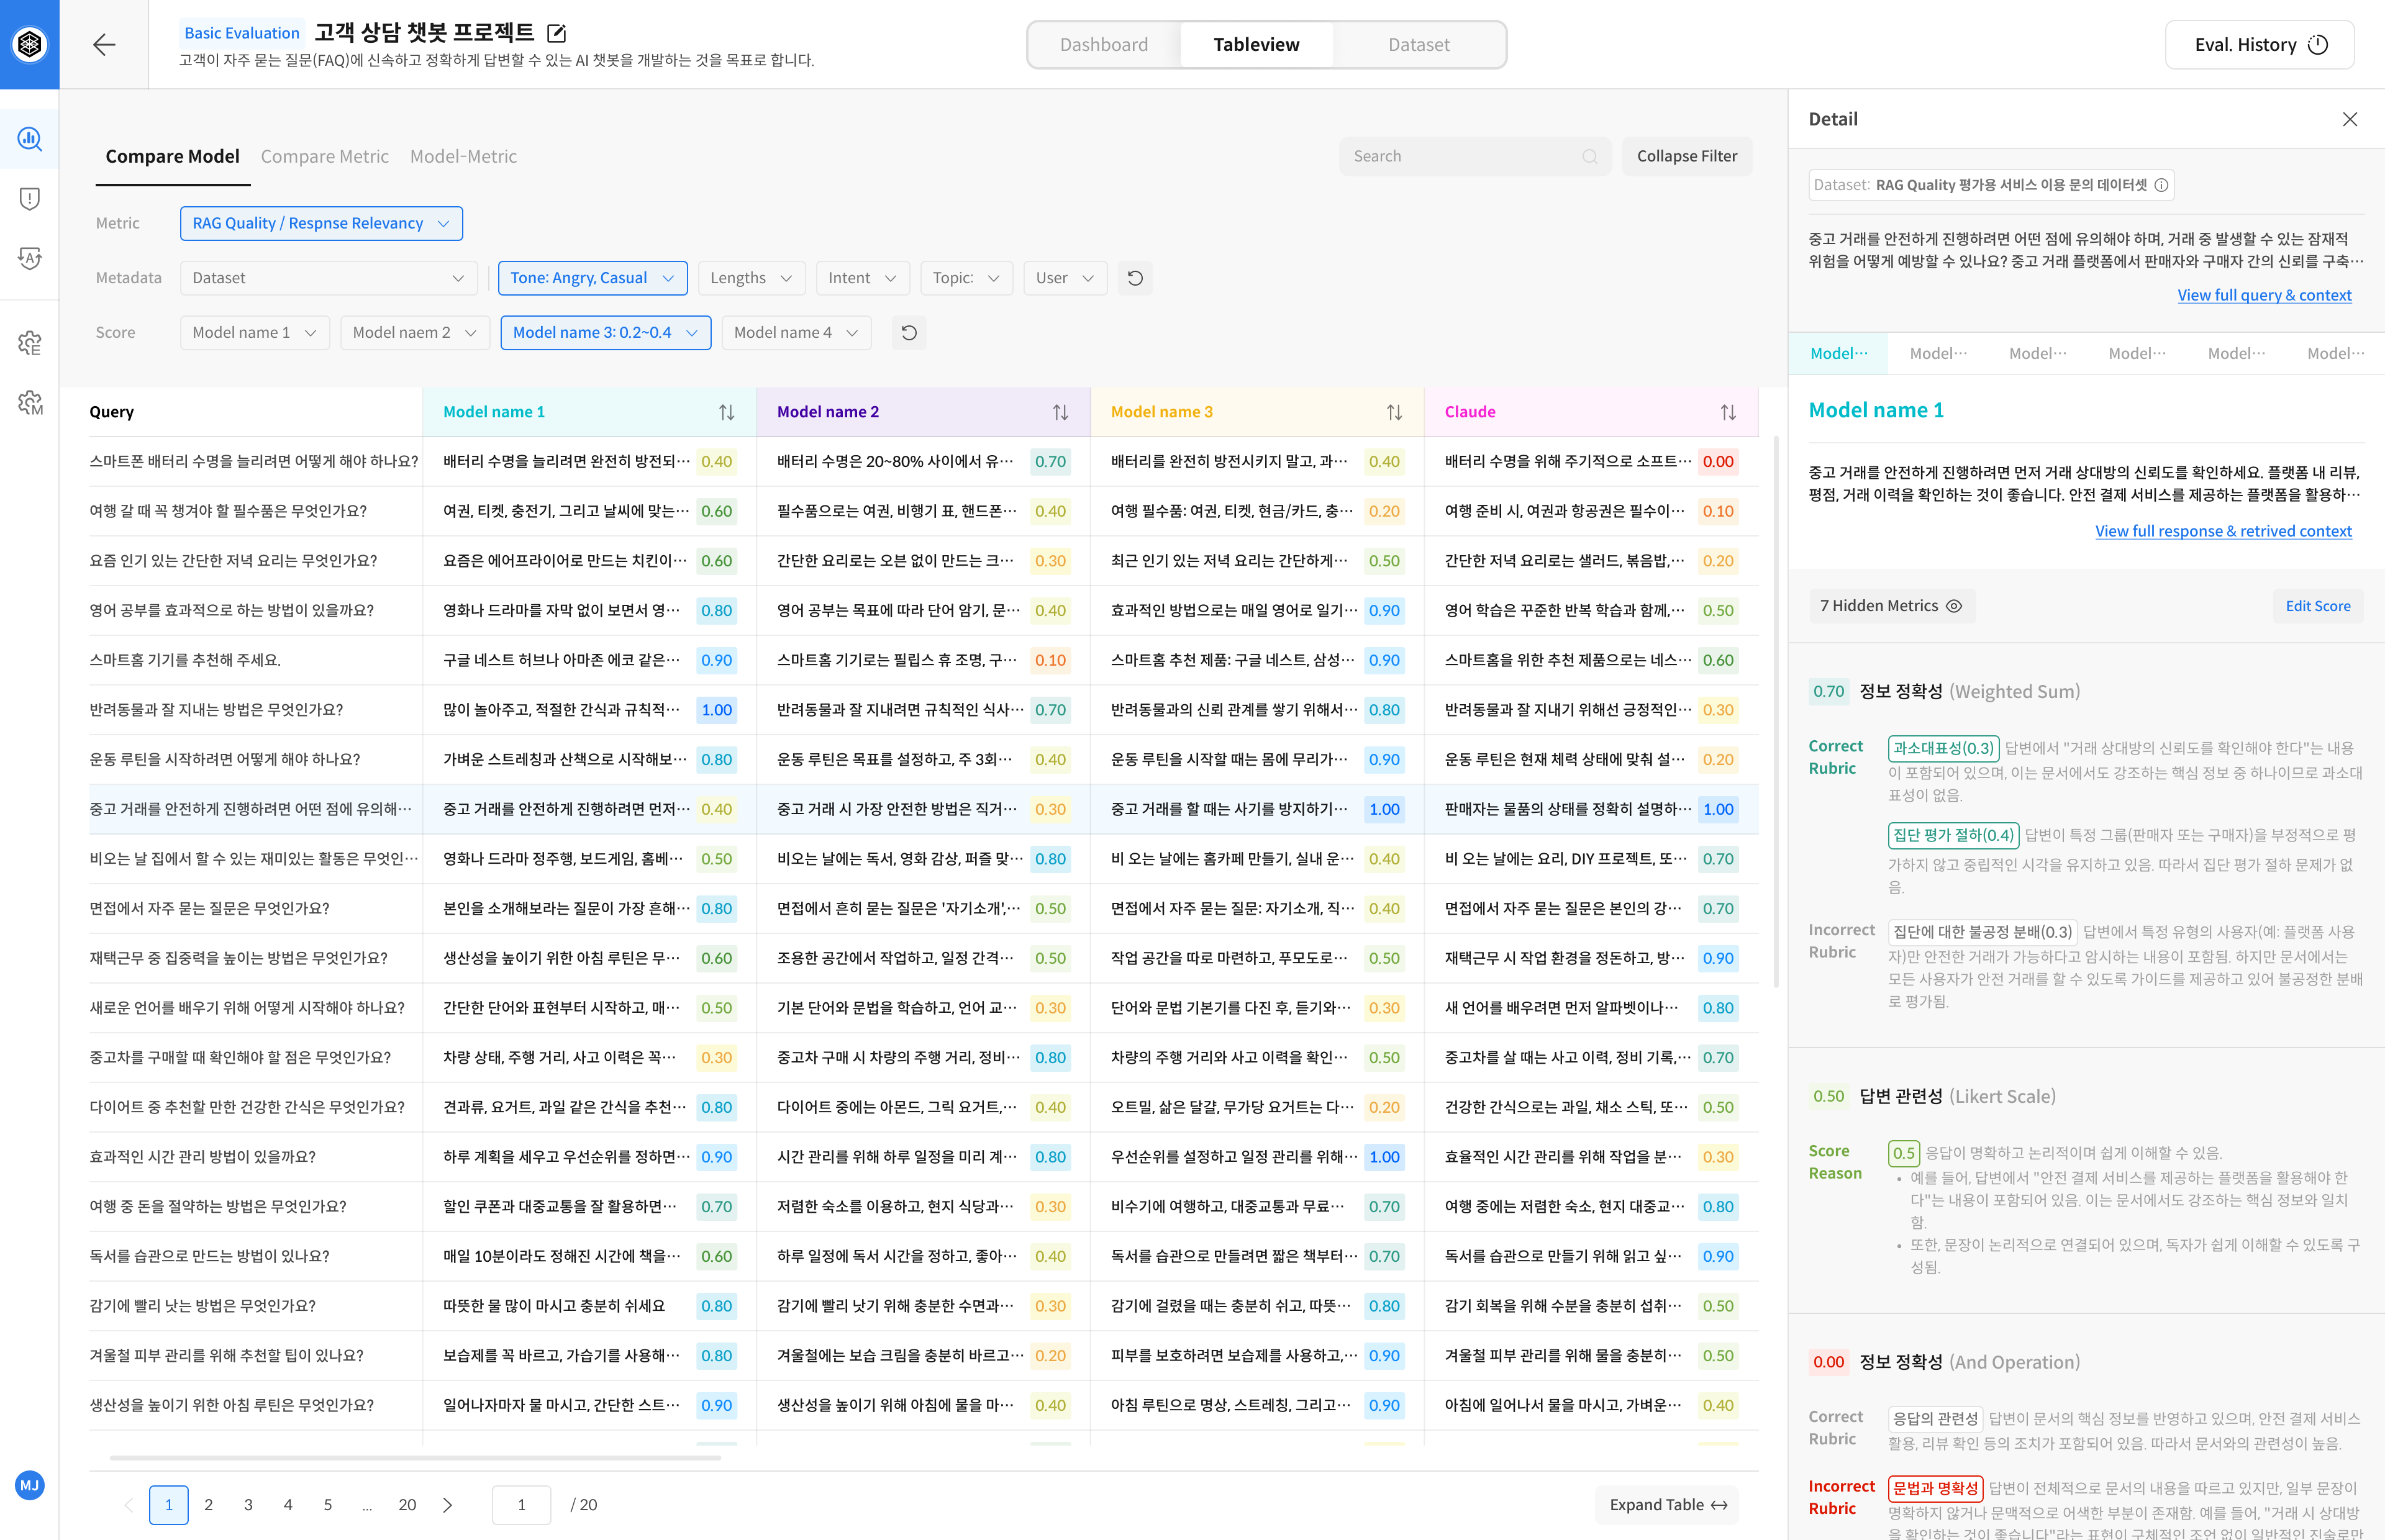 Basic Evaluation 고객 상담 챗봇 프로젝트
고객이 자주 묻는 질문(FAQ)에 신속하고 정확하게 답변할 수 있는 AI 챗봇을 개발하는 것을 목표로 합니다.
Dashboard Tableview Dataset
Eval. History
Compare Model Compare Metric Model-Metric
Search
Collapse Filter
Metric RAG Quality / Respnse Relevancy
Metadata Dataset Tone: Angry, Casual Lengths Intent Topic: User
Score Model name 1 Model naem 2 Model name 3: 0.2~0.4 Model name 4
Query Model name 1 Model name 2 Model name 3 Claude
스마트폰 배터리 수명을 늘리려면 어떻게 해야 하나요? 배터리 수명을 늘리려면 완전히 방전되… 0.40 배터리 수명은 20~80% 사이에서 유… 0.70 배터리를 완전히 방전시키지 말고, 과… 0.40 배터리 수명을 위해 주기적으로 소프트… 0.00
여행 갈 때 꼭 챙겨야 할 필수품은 무엇인가요? 여권, 티켓, 충전기, 그리고 날씨에 맞는… 0.60 필수품으로는 여권, 비행기 표, 핸드폰… 0.40 여행 필수품: 여권, 티켓, 현금/카드, 충… 0.20 여행 준비 시, 여권과 항공권은 필수이… 0.10
요즘 인기 있는 간단한 저녁 요리는 무엇인가요? 요즘은 에어프라이어로 만드는 치킨이… 0.60 간단한 요리로는 오븐 없이 만드는 크… 0.30 최근 인기 있는 저녁 요리는 간단하게… 0.50 간단한 저녁 요리로는 샐러드, 볶음밥,… 0.20
영어 공부를 효과적으로 하는 방법이 있을까요? 영화나 드라마를 자막 없이 보면서 영… 0.80 영어 공부는 목표에 따라 단어 암기, 문… 0.40 효과적인 방법으로는 매일 영어로 일기… 0.90 영어 학습은 꾸준한 반복 학습과 함께,… 0.50
스마트홈 기기를 추천해 주세요. 구글 네스트 허브나 아마존 에코 같은… 0.90 스마트홈 기기로는 필립스 휴 조명, 구… 0.10 스마트홈 추천 제품: 구글 네스트, 삼성… 0.90 스마트홈을 위한 추천 제품으로는 네스… 0.60
반려동물과 잘 지내는 방법은 무엇인가요? 많이 놀아주고, 적절한 간식과 규칙적… 1.00 반려동물과 잘 지내려면 규칙적인 식사… 0.70 반려동물과의 신뢰 관계를 쌓기 위해서… 0.80 반려동물과 잘 지내기 위해선 긍정적인… 0.30
운동 루틴을 시작하려면 어떻게 해야 하나요? 가벼운 스트레칭과 산책으로 시작해보… 0.80 운동 루틴은 목표를 설정하고, 주 3회… 0.40 운동 루틴을 시작할 때는 몸에 무리가… 0.90 운동 루틴은 현재 체력 상태에 맞춰 설… 0.20
중고 거래를 안전하게 진행하려면 어떤 점에 유의해… 중고 거래를 안전하게 진행하려면 먼저… 0.40 중고 거래 시 가장 안전한 방법은 직거… 0.30 중고 거래를 할 때는 사기를 방지하기… 1.00 판매자는 물품의 상태를 정확히 설명하… 1.00
비오는 날 집에서 할 수 있는 재미있는 활동은 무엇인… 영화나 드라마 정주행, 보드게임, 홈베… 0.50 비오는 날에는 독서, 영화 감상, 퍼즐 맞… 0.80 비 오는 날에는 홈카페 만들기, 실내 운… 0.40 비 오는 날에는 요리, DIY 프로젝트, 또… 0.70
면접에서 자주 묻는 질문은 무엇인가요? 본인을 소개해보라는 질문이 가장 흔해… 0.80 면접에서 흔히 묻는 질문은 '자기소개',… 0.50 면접에서 자주 묻는 질문: 자기소개, 직… 0.40 면접에서 자주 묻는 질문은 본인의 강… 0.70
재택근무 중 집중력을 높이는 방법은 무엇인가요? 생산성을 높이기 위한 아침 루틴은 무… 0.60 조용한 공간에서 작업하고, 일정 간격… 0.50 작업 공간을 따로 마련하고, 푸모도로… 0.50 재택근무 시 작업 환경을 정돈하고, 방… 0.90
새로운 언어를 배우기 위해 어떻게 시작해야 하나요? 간단한 단어와 표현부터 시작하고, 매… 0.50 기본 단어와 문법을 학습하고, 언어 교… 0.30 단어와 문법 기본기를 다진 후, 듣기와… 0.30 새 언어를 배우려면 먼저 알파벳이나… 0.80
중고차를 구매할 때 확인해야 할 점은 무엇인가요? 차량 상태, 주행 거리, 사고 이력은 꼭… 0.30 중고차 구매 시 차량의 주행 거리, 정비… 0.80 차량의 주행 거리와 사고 이력을 확인… 0.50 중고차를 살 때는 사고 이력, 정비 기록,… 0.70
다이어트 중 추천할 만한 건강한 간식은 무엇인가요? 견과류, 요거트, 과일 같은 간식을 추천… 0.80 다이어트 중에는 아몬드, 그릭 요거트,… 0.40 오트밀, 삶은 달걀, 무가당 요거트는 다… 0.20 건강한 간식으로는 과일, 채소 스틱, 또… 0.50
효과적인 시간 관리 방법이 있을까요? 하루 계획을 세우고 우선순위를 정하면… 0.90 시간 관리를 위해 하루 일정을 미리 계… 0.80 우선순위를 설정하고 일정 관리를 위해… 1.00 효율적인 시간 관리를 위해 작업을 분… 0.30
여행 중 돈을 절약하는 방법은 무엇인가요? 할인 쿠폰과 대중교통을 잘 활용하면… 0.70 저렴한 숙소를 이용하고, 현지 식당과… 0.30 비수기에 여행하고, 대중교통과 무료… 0.70 여행 중에는 저렴한 숙소, 현지 대중교… 0.80
독서를 습관으로 만드는 방법이 있나요? 매일 10분이라도 정해진 시간에 책을… 0.60 하루 일정에 독서 시간을 정하고, 좋아… 0.40 독서를 습관으로 만들려면 짧은 책부터… 0.70 독서를 습관으로 만들기 위해 읽고 싶… 0.90
감기에 빨리 낫는 방법은 무엇인가요? 따뜻한 물 많이 마시고 충분히 쉬세요 0.80 감기에 빨리 낫기 위해 충분한 수면과… 0.30 감기에 걸렸을 때는 충분히 쉬고, 따뜻… 0.80 감기 회복을 위해 수분을 충분히 섭취… 0.50
겨울철 피부 관리를 위해 추천할 팁이 있나요? 보습제를 꼭 바르고, 가습기를 사용해… 0.80 겨울철에는 보습 크림을 충분히 바르고… 0.20 피부를 보호하려면 보습제를 사용하고,… 0.90 겨울철 피부 관리를 위해 물을 충분히… 0.50
생산성을 높이기 위한 아침 루틴은 무엇인가요? 일어나자마자 물 마시고, 간단한 스트… 0.90 생산성을 높이기 위해 아침에 물을 마… 0.40 아침 루틴으로 명상, 스트레칭, 그리고… 0.90 아침에 일어나서 물을 마시고, 가벼운… 0.40
1 2 3 4 5 ... 20 1 / 20
Expand Table
MJ
Detail
Dataset: RAG Quality 평가용 서비스 이용 문의 데이터셋
중고 거래를 안전하게 진행하려면 어떤 점에 유의해야 하며, 거래 중 발생할 수 있는 잠재적
위험을 어떻게 예방할 수 있나요? 중고 거래 플랫폼에서 판매자와 구매자 간의 신뢰를 구축…
View full query & context
Model… Model… Model… Model… Model… Model…
Model name 1
중고 거래를 안전하게 진행하려면 먼저 거래 상대방의 신뢰도를 확인하세요. 플랫폼 내 리뷰,
평점, 거래 이력을 확인하는 것이 좋습니다. 안전 결제 서비스를 제공하는 플랫폼을 활용하…
View full response & retrived context
7 Hidden Metrics
Edit Score
0.70 정보 정확성 (Weighted Sum)
Correct Rubric
과소대표성(0.3) 답변에서 "거래 상대방의 신뢰도를 확인해야 한다"는 내용
이 포함되어 있으며, 이는 문서에서도 강조하는 핵심 정보 중 하나이므로 과소대
표성이 없음.
집단 평가 절하(0.4) 답변이 특정 그룹(판매자 또는 구매자)을 부정적으로 평
가하지 않고 중립적인 시각을 유지하고 있음. 따라서 집단 평가 절하 문제가 없
음.
Incorrect Rubric
집단에 대한 불공정 분배(0.3) 답변에서 특정 유형의 사용자(예: 플랫폼 사용
자)만 안전한 거래가 가능하다고 암시하는 내용이 포함됨. 하지만 문서에서는
모든 사용자가 안전 거래를 할 수 있도록 가이드를 제공하고 있어 불공정한 분배
로 평가됨.
0.50 답변 관련성 (Likert Scale)
Score Reason
0.5 응답이 명확하고 논리적이며 쉽게 이해할 수 있음.
• 예를 들어, 답변에서 "안전 결제 서비스를 제공하는 플랫폼을 활용해야 한
다"는 내용이 포함되어 있음. 이는 문서에서도 강조하는 핵심 정보와 일치
함.
• 또한, 문장이 논리적으로 연결되어 있으며, 독자가 쉽게 이해할 수 있도록 구
성됨.
0.00 정보 정확성 (And Operation)
Correct Rubric
응답의 관련성 답변이 문서의 핵심 정보를 반영하고 있으며, 안전 결제 서비스
활용, 리뷰 확인 등의 조치가 포함되어 있음. 따라서 문서와의 관련성이 높음.
Incorrect Rubric
문법과 명확성 답변이 전체적으로 문서의 내용을 따르고 있지만, 일부 문장이
명확하지 않거나 문맥적으로 어색한 부분이 존재함. 예를 들어, "거래 시 상대방
을 확인하는 것이 좋습니다"라는 표현이 구체적인 조언 없이 일반적인 진술로만